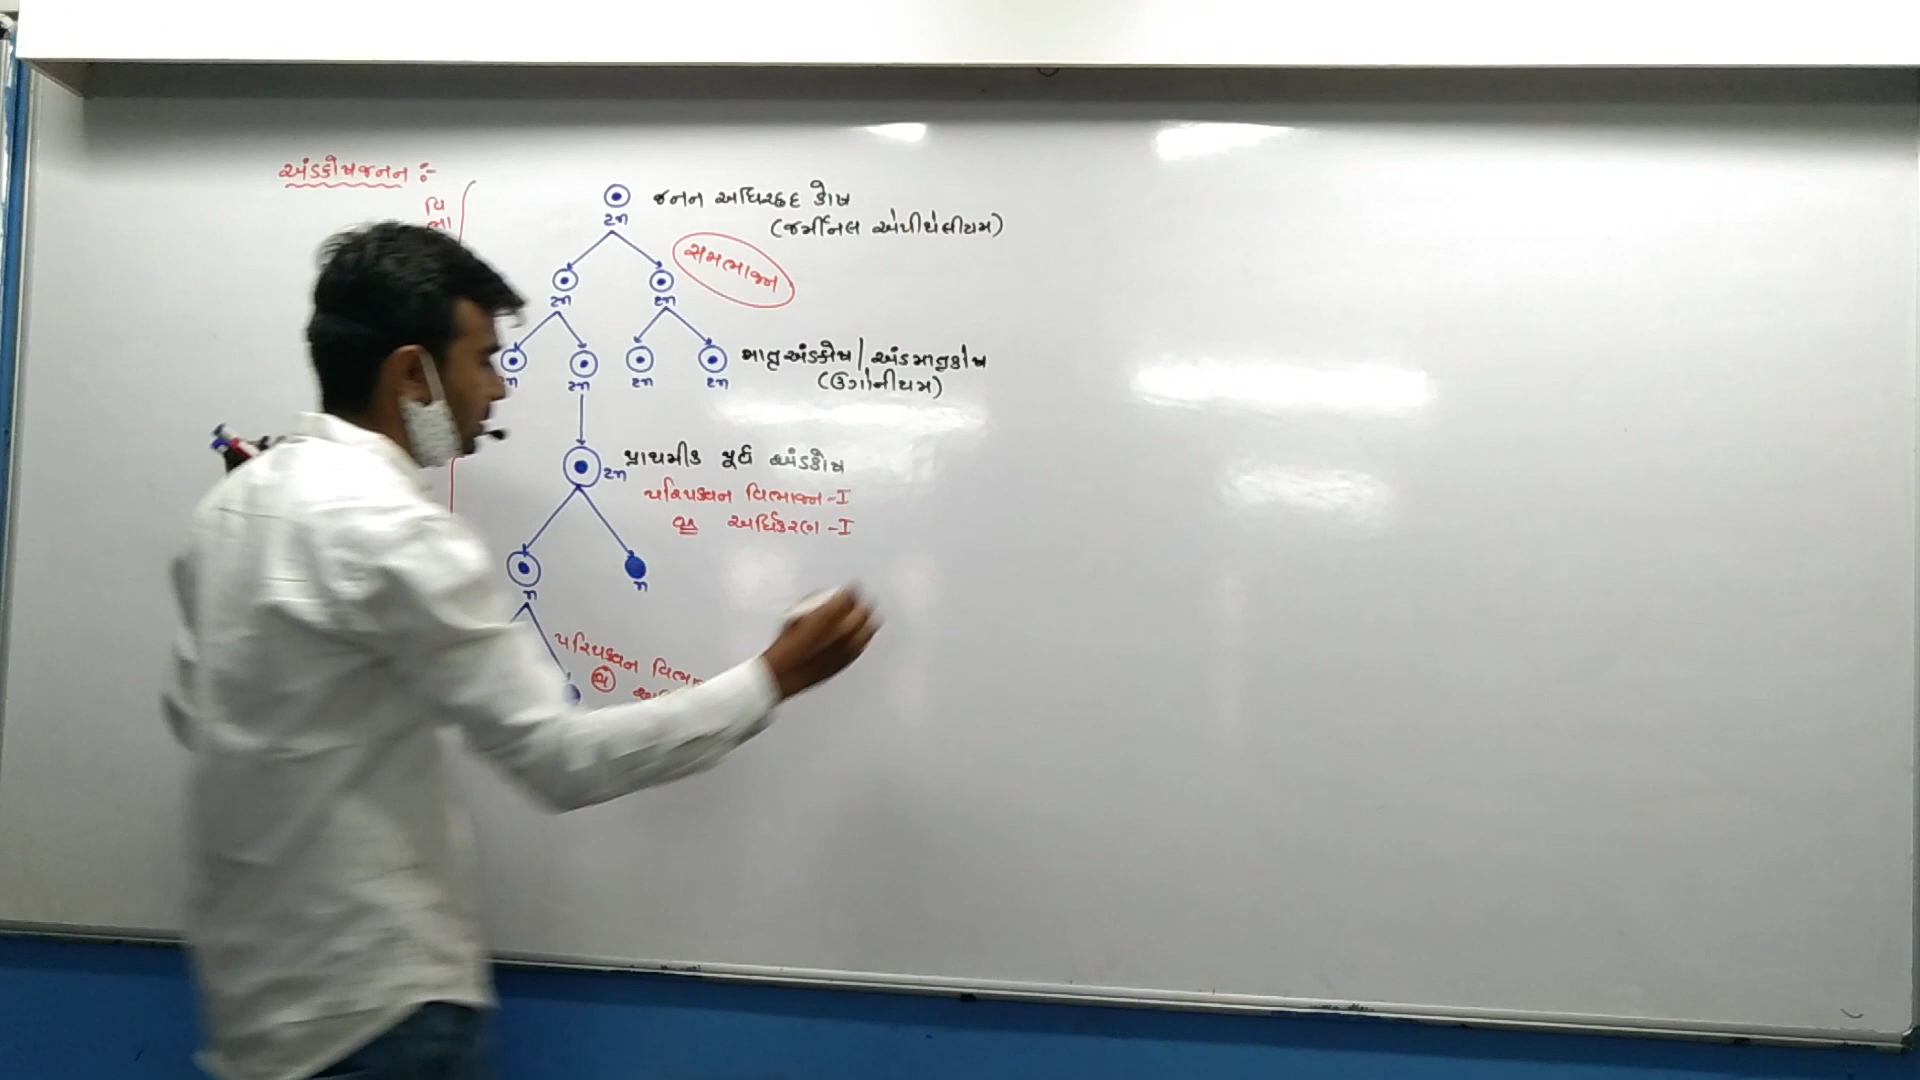 અંડકોષજનન :-
વિ
ભા
જનન અધિચ્છદ કોષ
2n
(જર્મીનલ એપીથેલીયમ)
સમભાજન
2n 2n
માતૃઅંડકોષ / અંડમાતૃકોષ
2n 2n 2n 2n
(ઉગોનીયમ)
પ્રાથમીક પૂર્વ અંડકોષ
2n
પરિપક્વન વિભાજન -I
અર્ધિકરણ -I
n n
પરિપક્વન